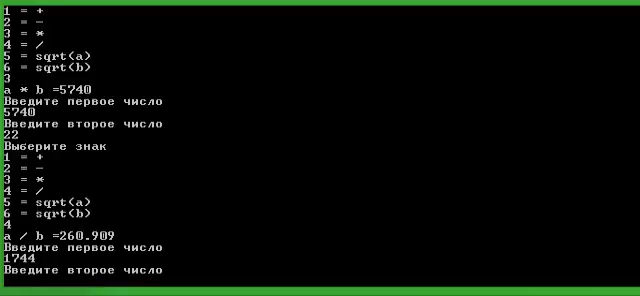 1 = +
2 = -
3 = *
4 = /
5 = sqrt(a)
6 = sqrt(b)
3
a * b =5740
Введите первое число
5740
Введите второе число
22
Выберите знак
1 = +
2 = -
3 = *
4 = /
5 = sqrt(a)
6 = sqrt(b)
4
a / b =260.909
Введите первое число
1744
Введите второе число